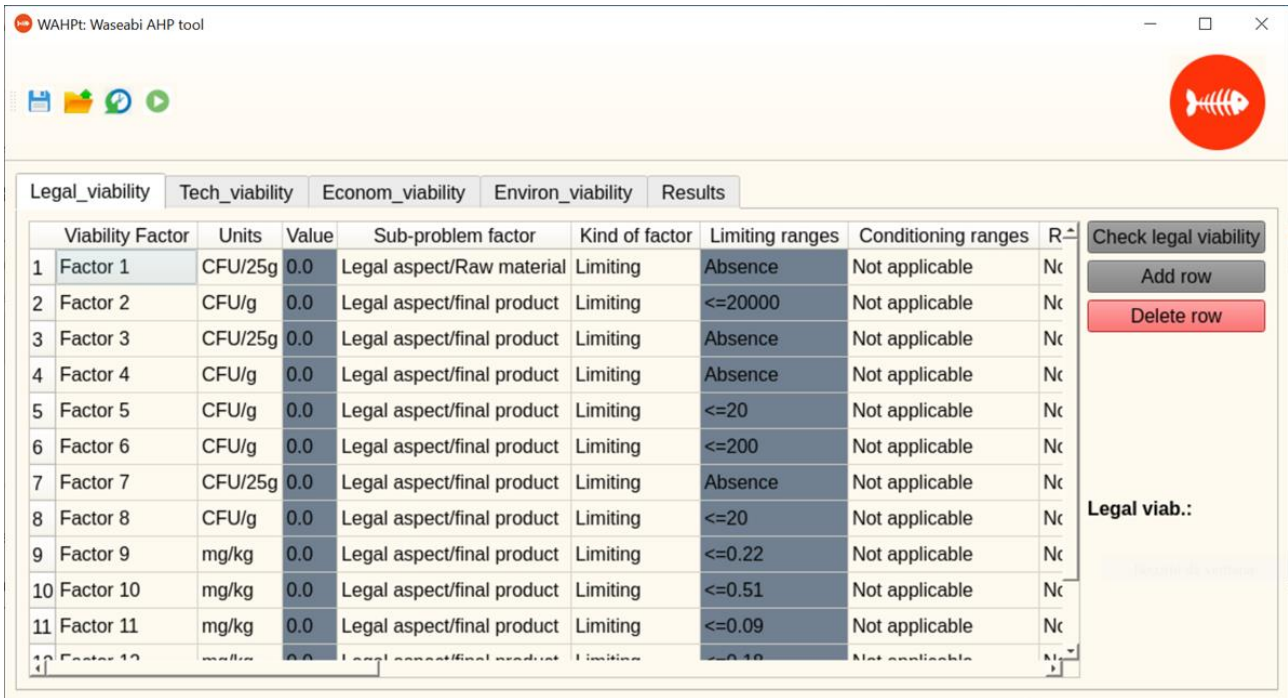 WAHPt: Waseabi AHP tool
Legal_viability Tech_viability Econom_viability Environ_viability Results
Viability Factor Units Value Sub-problem factor Kind of factor Limiting ranges Conditioning ranges R
1 Factor 1 CFU/25g 0.0 Legal aspect/Raw material Limiting Absence Not applicable
2 Factor 2 CFU/g 0.0 Legal aspect/final product Limiting <=20000 Not applicable
3 Factor 3 CFU/25g 0.0 Legal aspect/final product Limiting Absence Not applicable
4 Factor 4 CFU/g 0.0 Legal aspect/final product Limiting Absence Not applicable
5 Factor 5 CFU/g 0.0 Legal aspect/final product Limiting <=20 Not applicable
6 Factor 6 CFU/g 0.0 Legal aspect/final product Limiting <=200 Not applicable
7 Factor 7 CFU/25g 0.0 Legal aspect/final product Limiting Absence Not applicable
8 Factor 8 CFU/g 0.0 Legal aspect/final product Limiting <=20 Not applicable
9 Factor 9 mg/kg 0.0 Legal aspect/final product Limiting <=0.22 Not applicable
10 Factor 10 mg/kg 0.0 Legal aspect/final product Limiting <=0.51 Not applicable
11 Factor 11 mg/kg 0.0 Legal aspect/final product Limiting <=0.09 Not applicable
Check legal viability
Add row
Delete row
Legal viab.: